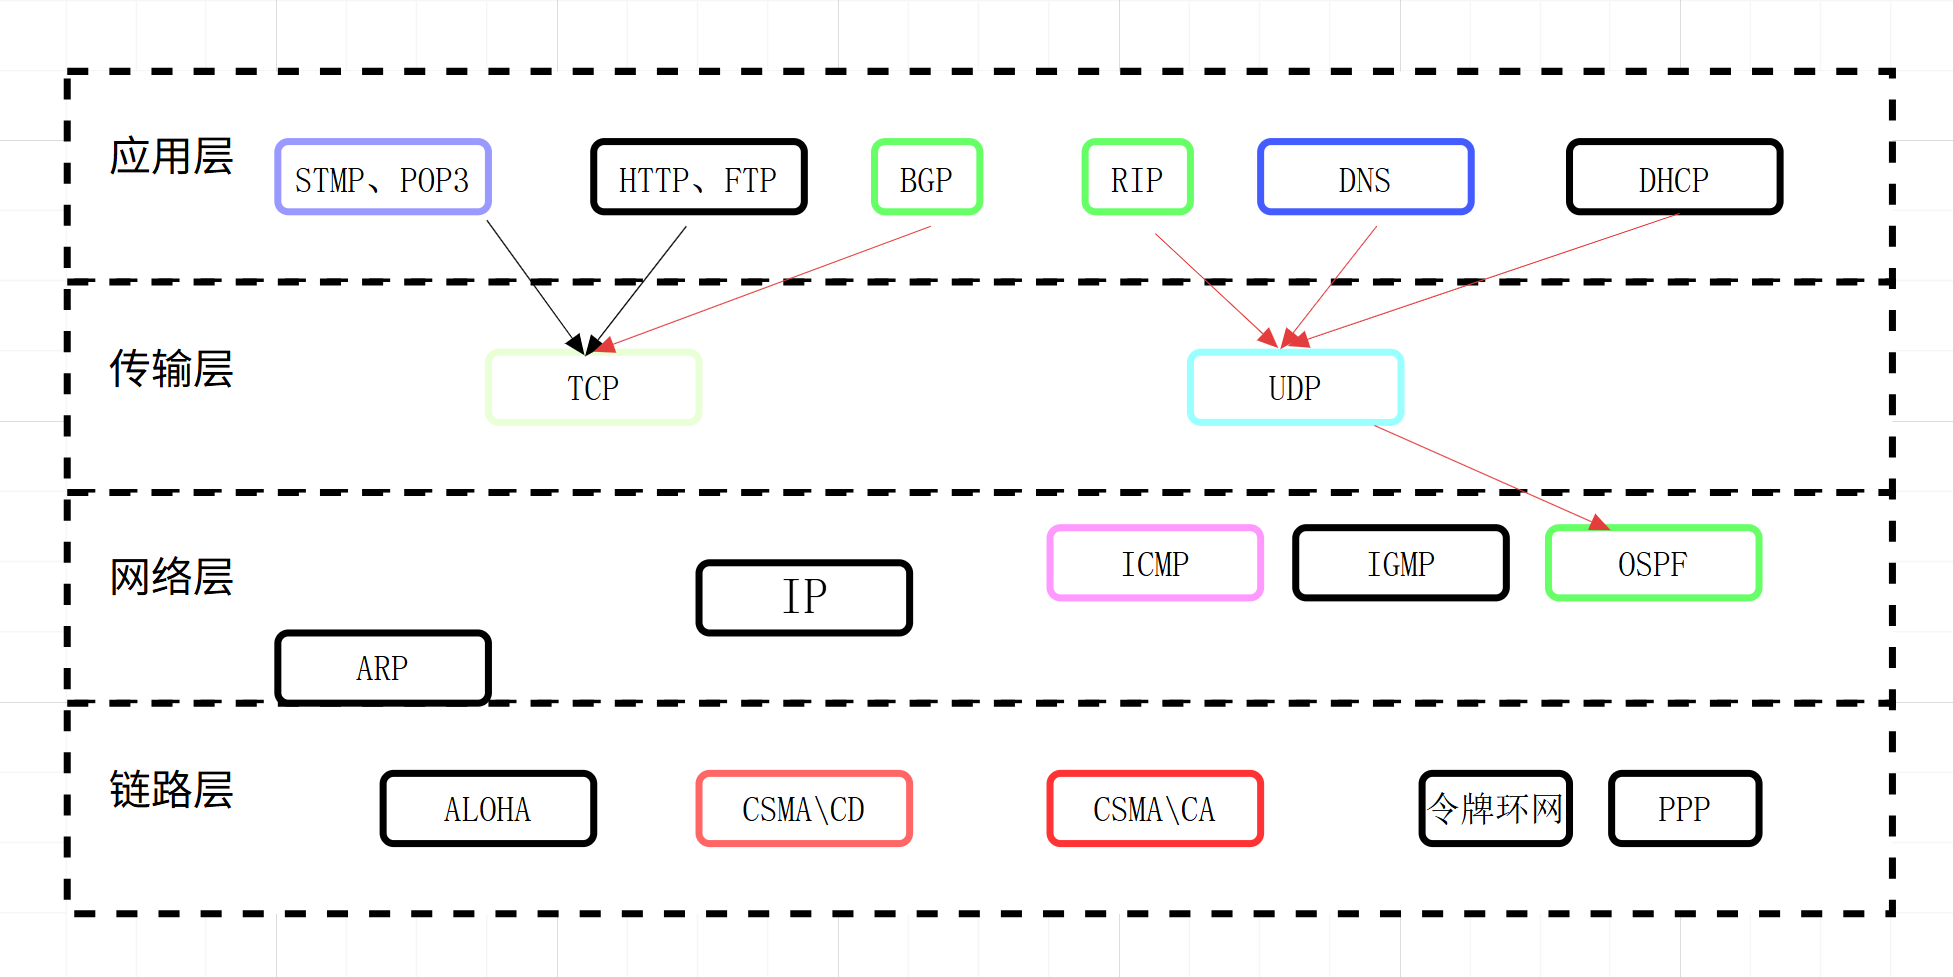 应用层
STMP、POP3
HTTP、FTP
BGP
RIP
DNS
DHCP
传输层
TCP
UDP
网络层
IP
ICMP
IGMP
OSPF
ARP
链路层
ALOHA
CSMA\CD
CSMA\CA
令牌环网
PPP